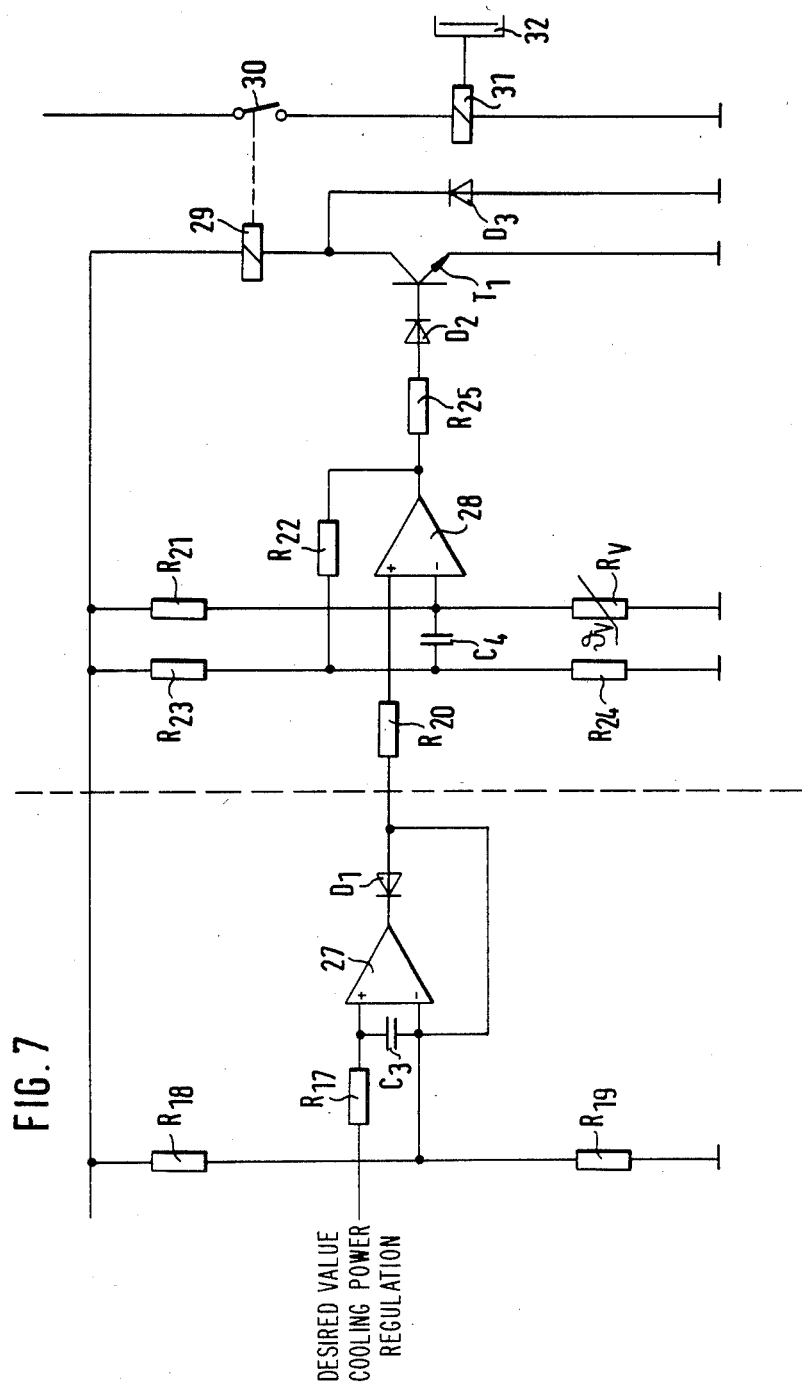 FIG. 7
DESIRED VALUE
COOLING POWER
REGULATION
R18
R17
C3
R19
27
+
-
D1
R20
R23
R21
R22
C4
R24
ϑV
RV
28
+
-
R25
D2
T1
D3
29
30
31
32